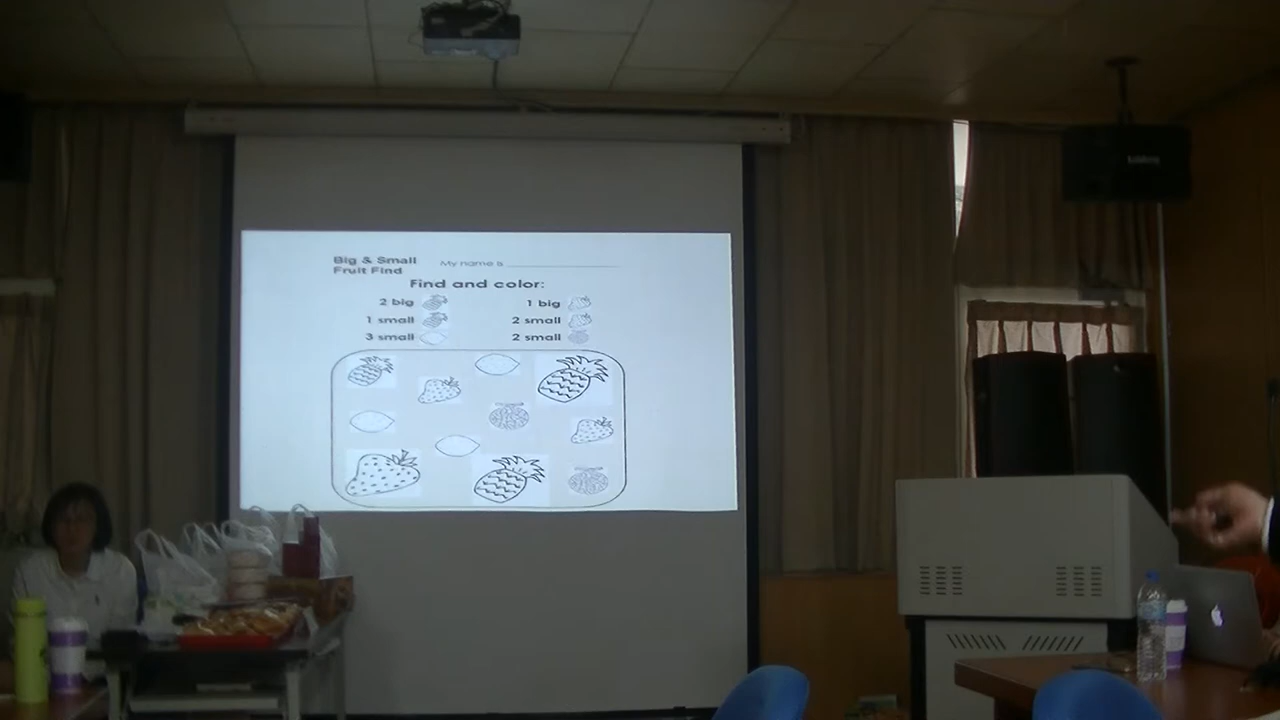 Big & Small
Fruit Find
My name is
Find and color:
2 big
1 small
3 small
1 big
2 small
2 small